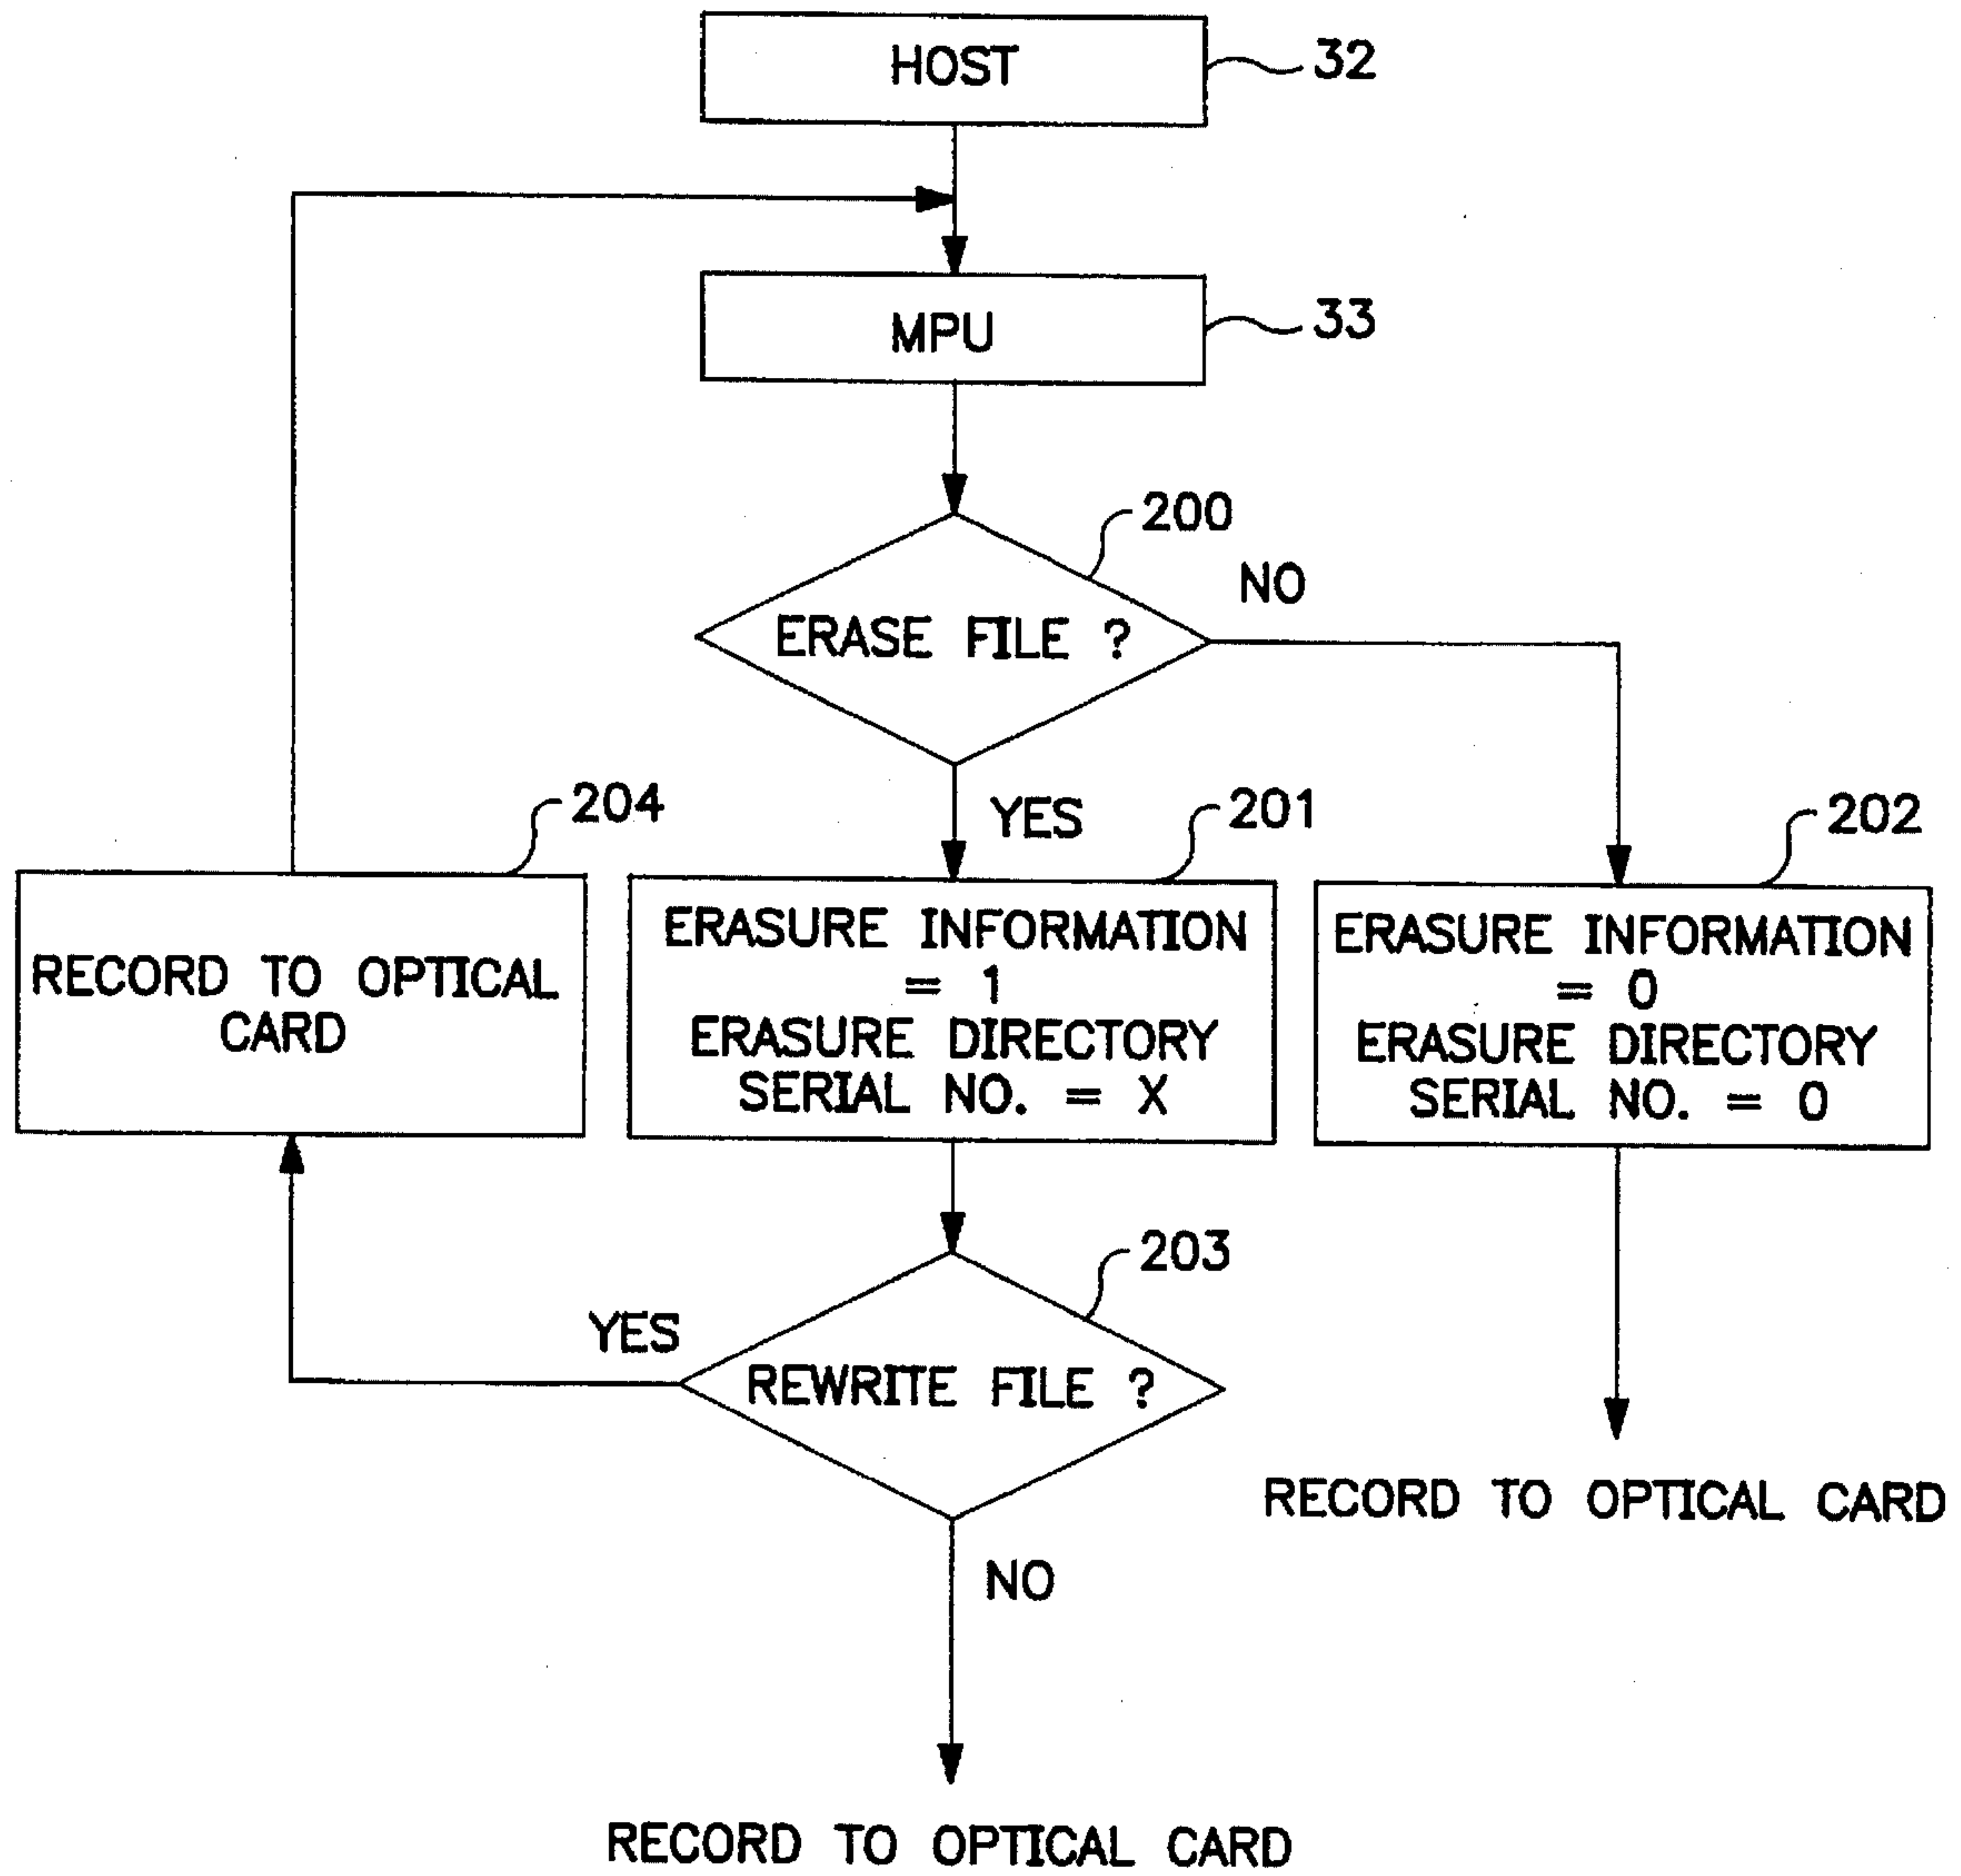 HOST
32
MPU
33
200
NO
ERASE FILE ?
YES
204
201
202
RECORD TO OPTICAL
CARD
ERASURE INFORMATION
= 1
ERASURE DIRECTORY
SERIAL NO. = X
ERASURE INFORMATION
= 0
ERASURE DIRECTORY
SERIAL NO. = 0
203
YES
REWRITE FILE ?
RECORD TO OPTICAL CARD
NO
RECORD TO OPTICAL CARD